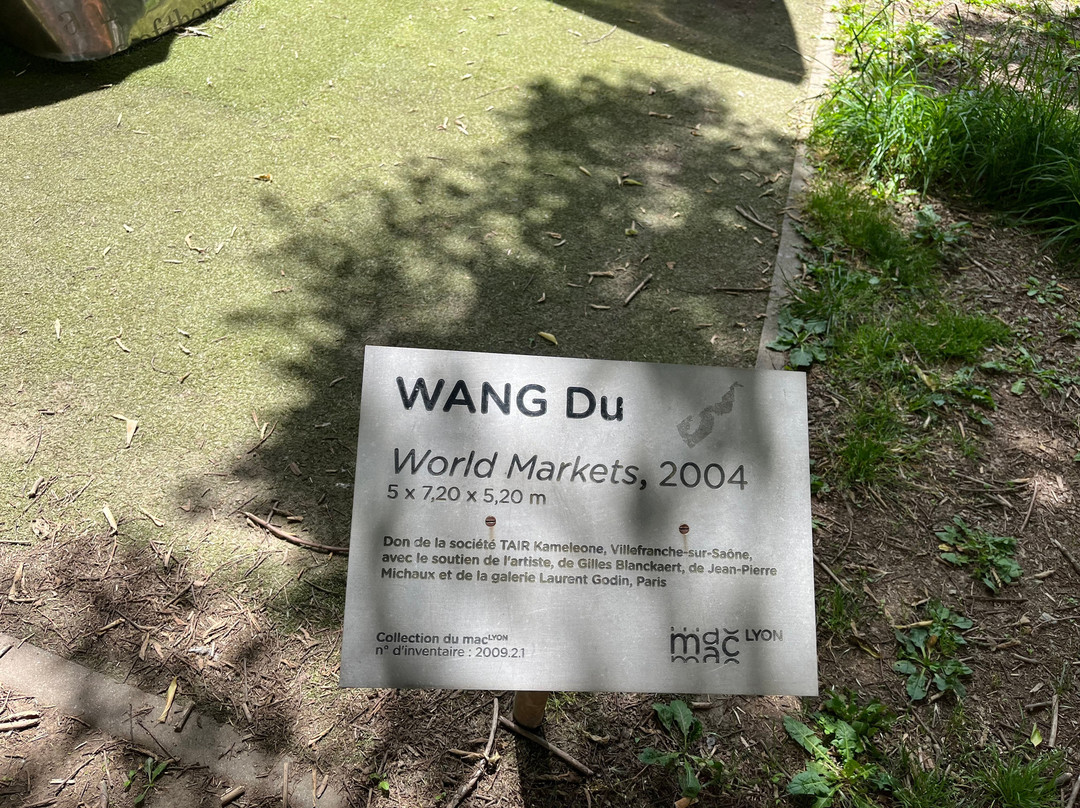 WANG Du
World Markets, 2004
5 x 7,20 x 5,20 m
Don de la société TAIR Kameleone, Villefranche-sur-Saône,
avec le soutien de l'artiste, de Gilles Blanckaert, de Jean-Pierre
Michaux et de la galerie Laurent Godin, Paris
Collection du mac LYON
n° d'inventaire : 2009.2.1
mac LYON